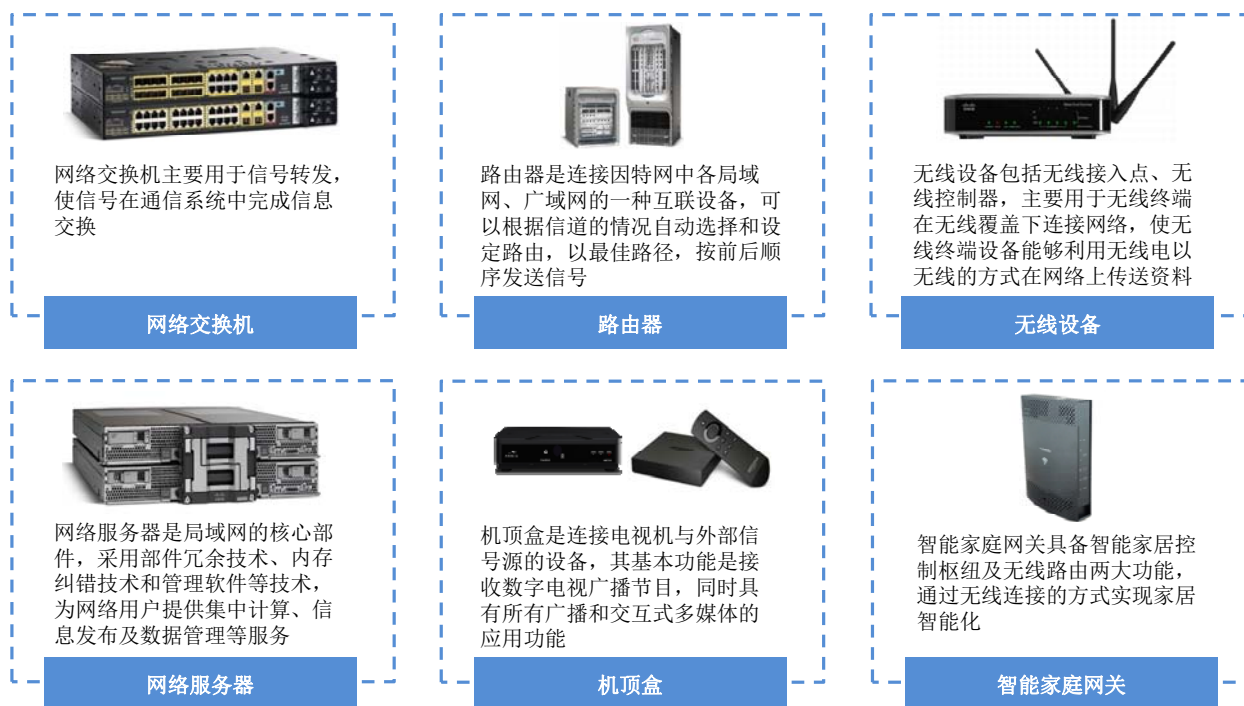 网络交换机主要用于信号转发，
使信号在通信系统中完成信息
交换
网络交换机
路由器是连接因特网中各局域
网、广域网的一种互联设备，可
以根据信道的情况自动选择和设
定路由，以最佳路径，按前后顺
序发送信号
路由器
无线设备包括无线接入点、无
线控制器，主要用于无线终端
在无线覆盖下连接网络，使无
线终端设备能够利用无线电以
无线的方式在网络上传送资料
无线设备
网络服务器是局域网的核心部
件，采用部件冗余技术、内存
纠错技术和管理软件等技术，
为网络用户提供集中计算、信
息发布及数据管理等服务
网络服务器
机顶盒是连接电视机与外部信
号源的设备，其基本功能是接
收数字电视广播节目，同时具
有所有广播和交互式多媒体的
应用功能
机顶盒
智能家庭网关具备智能家居控
制枢纽及无线路由两大功能，
通过无线连接的方式实现家居
智能化
智能家庭网关